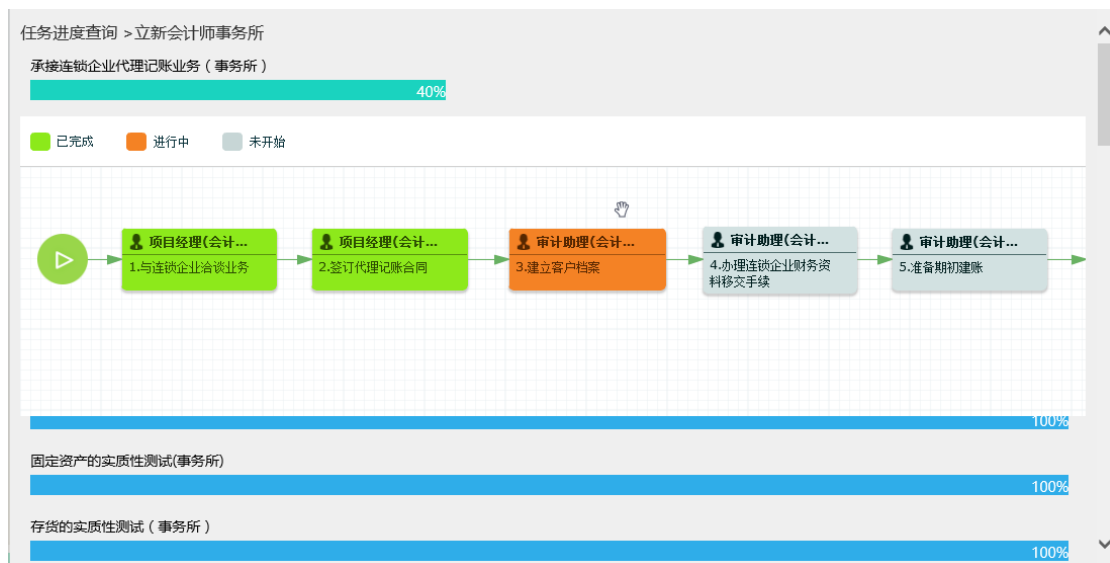 任务进度查询 >立新会计师事务所
承接连锁企业代理记账业务（事务所）
40%
已完成 进行中 未开始
项目经理(会计...
1.与连锁企业洽谈业务
项目经理(会计...
2.签订代理记账合同
审计助理(会计...
3.建立客户档案
审计助理(会计...
4.办理连锁企业财务资
料移交手续
审计助理(会计...
5.准备期初建账
100%
固定资产的实质性测试(事务所)
100%
存货的实质性测试（事务所）
100%